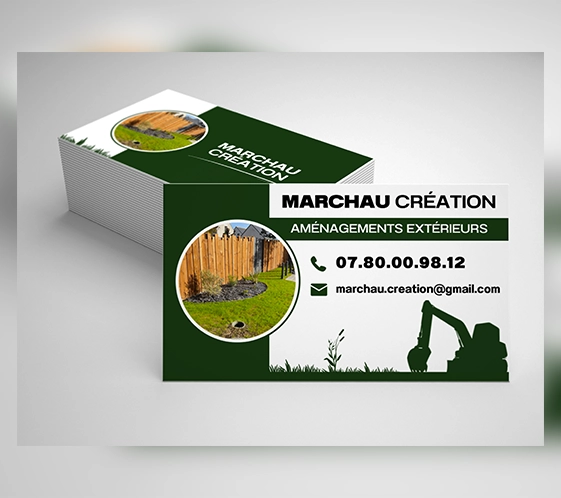 MARCHAU
CRÉATION
MARCHAU CRÉATION
AMÉNAGEMENTS EXTÉRIEURS
07.80.00.98.12
marchau.creation@gmail.com